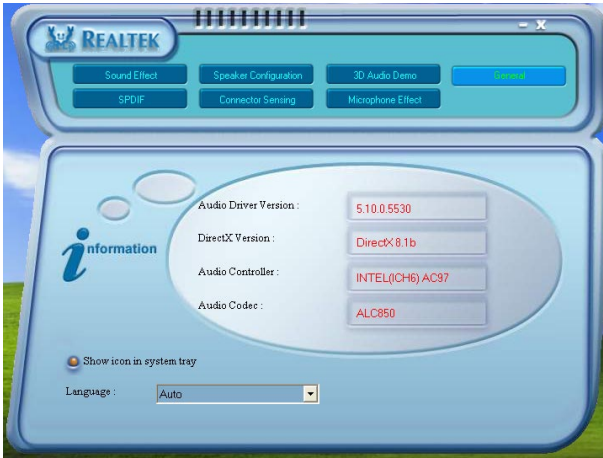 REALTEK
- X
Sound Effect
Speaker Configuration
3D Audio Demo
General
SPDIF
Connector Sensing
Microphone Effect
information
Audio Driver Version :
5.10.0.5530
DirectX Version :
DirectX 8.1b
Audio Controller :
INTEL(ICH6) AC97
Audio Codec :
ALC850
Show icon in system tray
Language :
Auto